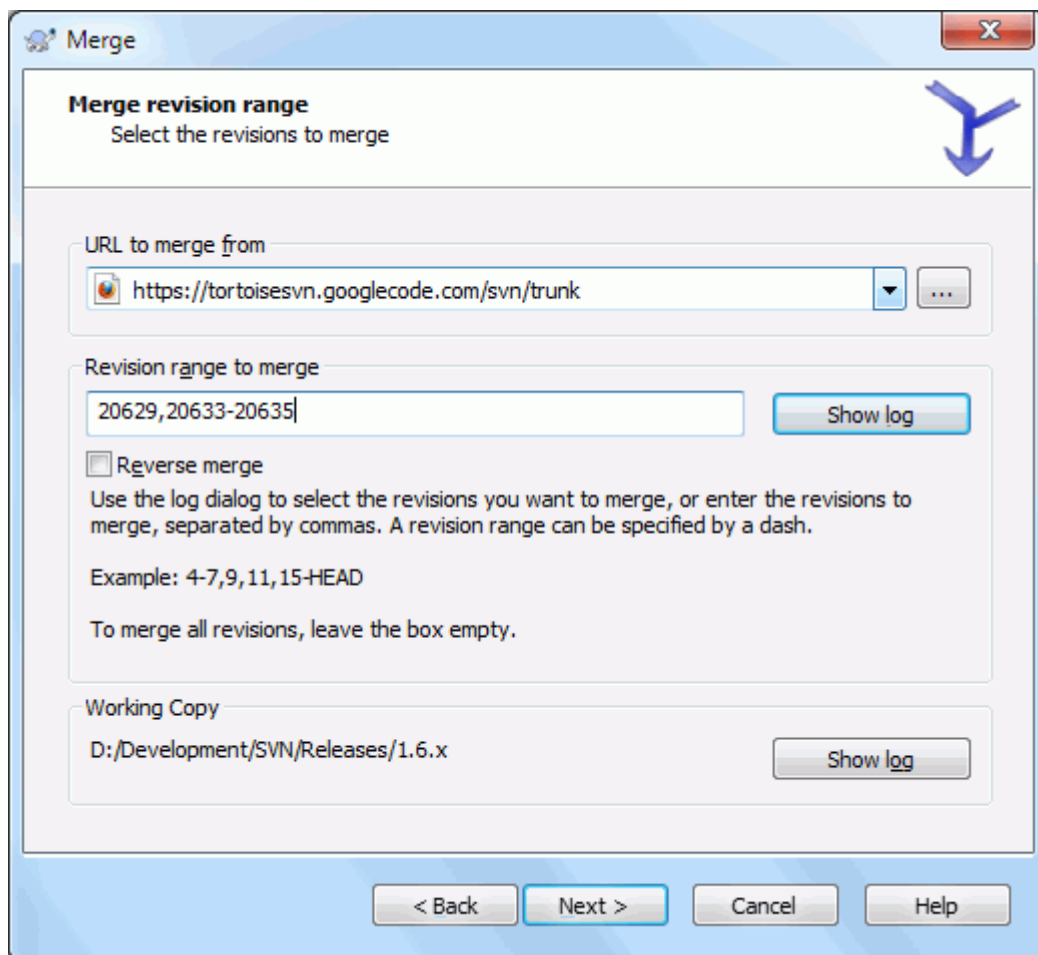 Merge
X
Merge revision range
Select the revisions to merge
URL to merge from
https://tortoisesvn.googlecode.com/svn/trunk
...
Revision range to merge
20629,20633-20635
Show log
Reverse merge
Use the log dialog to select the revisions you want to merge, or enter the revisions to
merge, separated by commas. A revision range can be specified by a dash.
Example: 4-7,9,11,15-HEAD
To merge all revisions, leave the box empty.
Working Copy
D:/Development/SVN/Releases/1.6.x
Show log
< Back
Next >
Cancel
Help